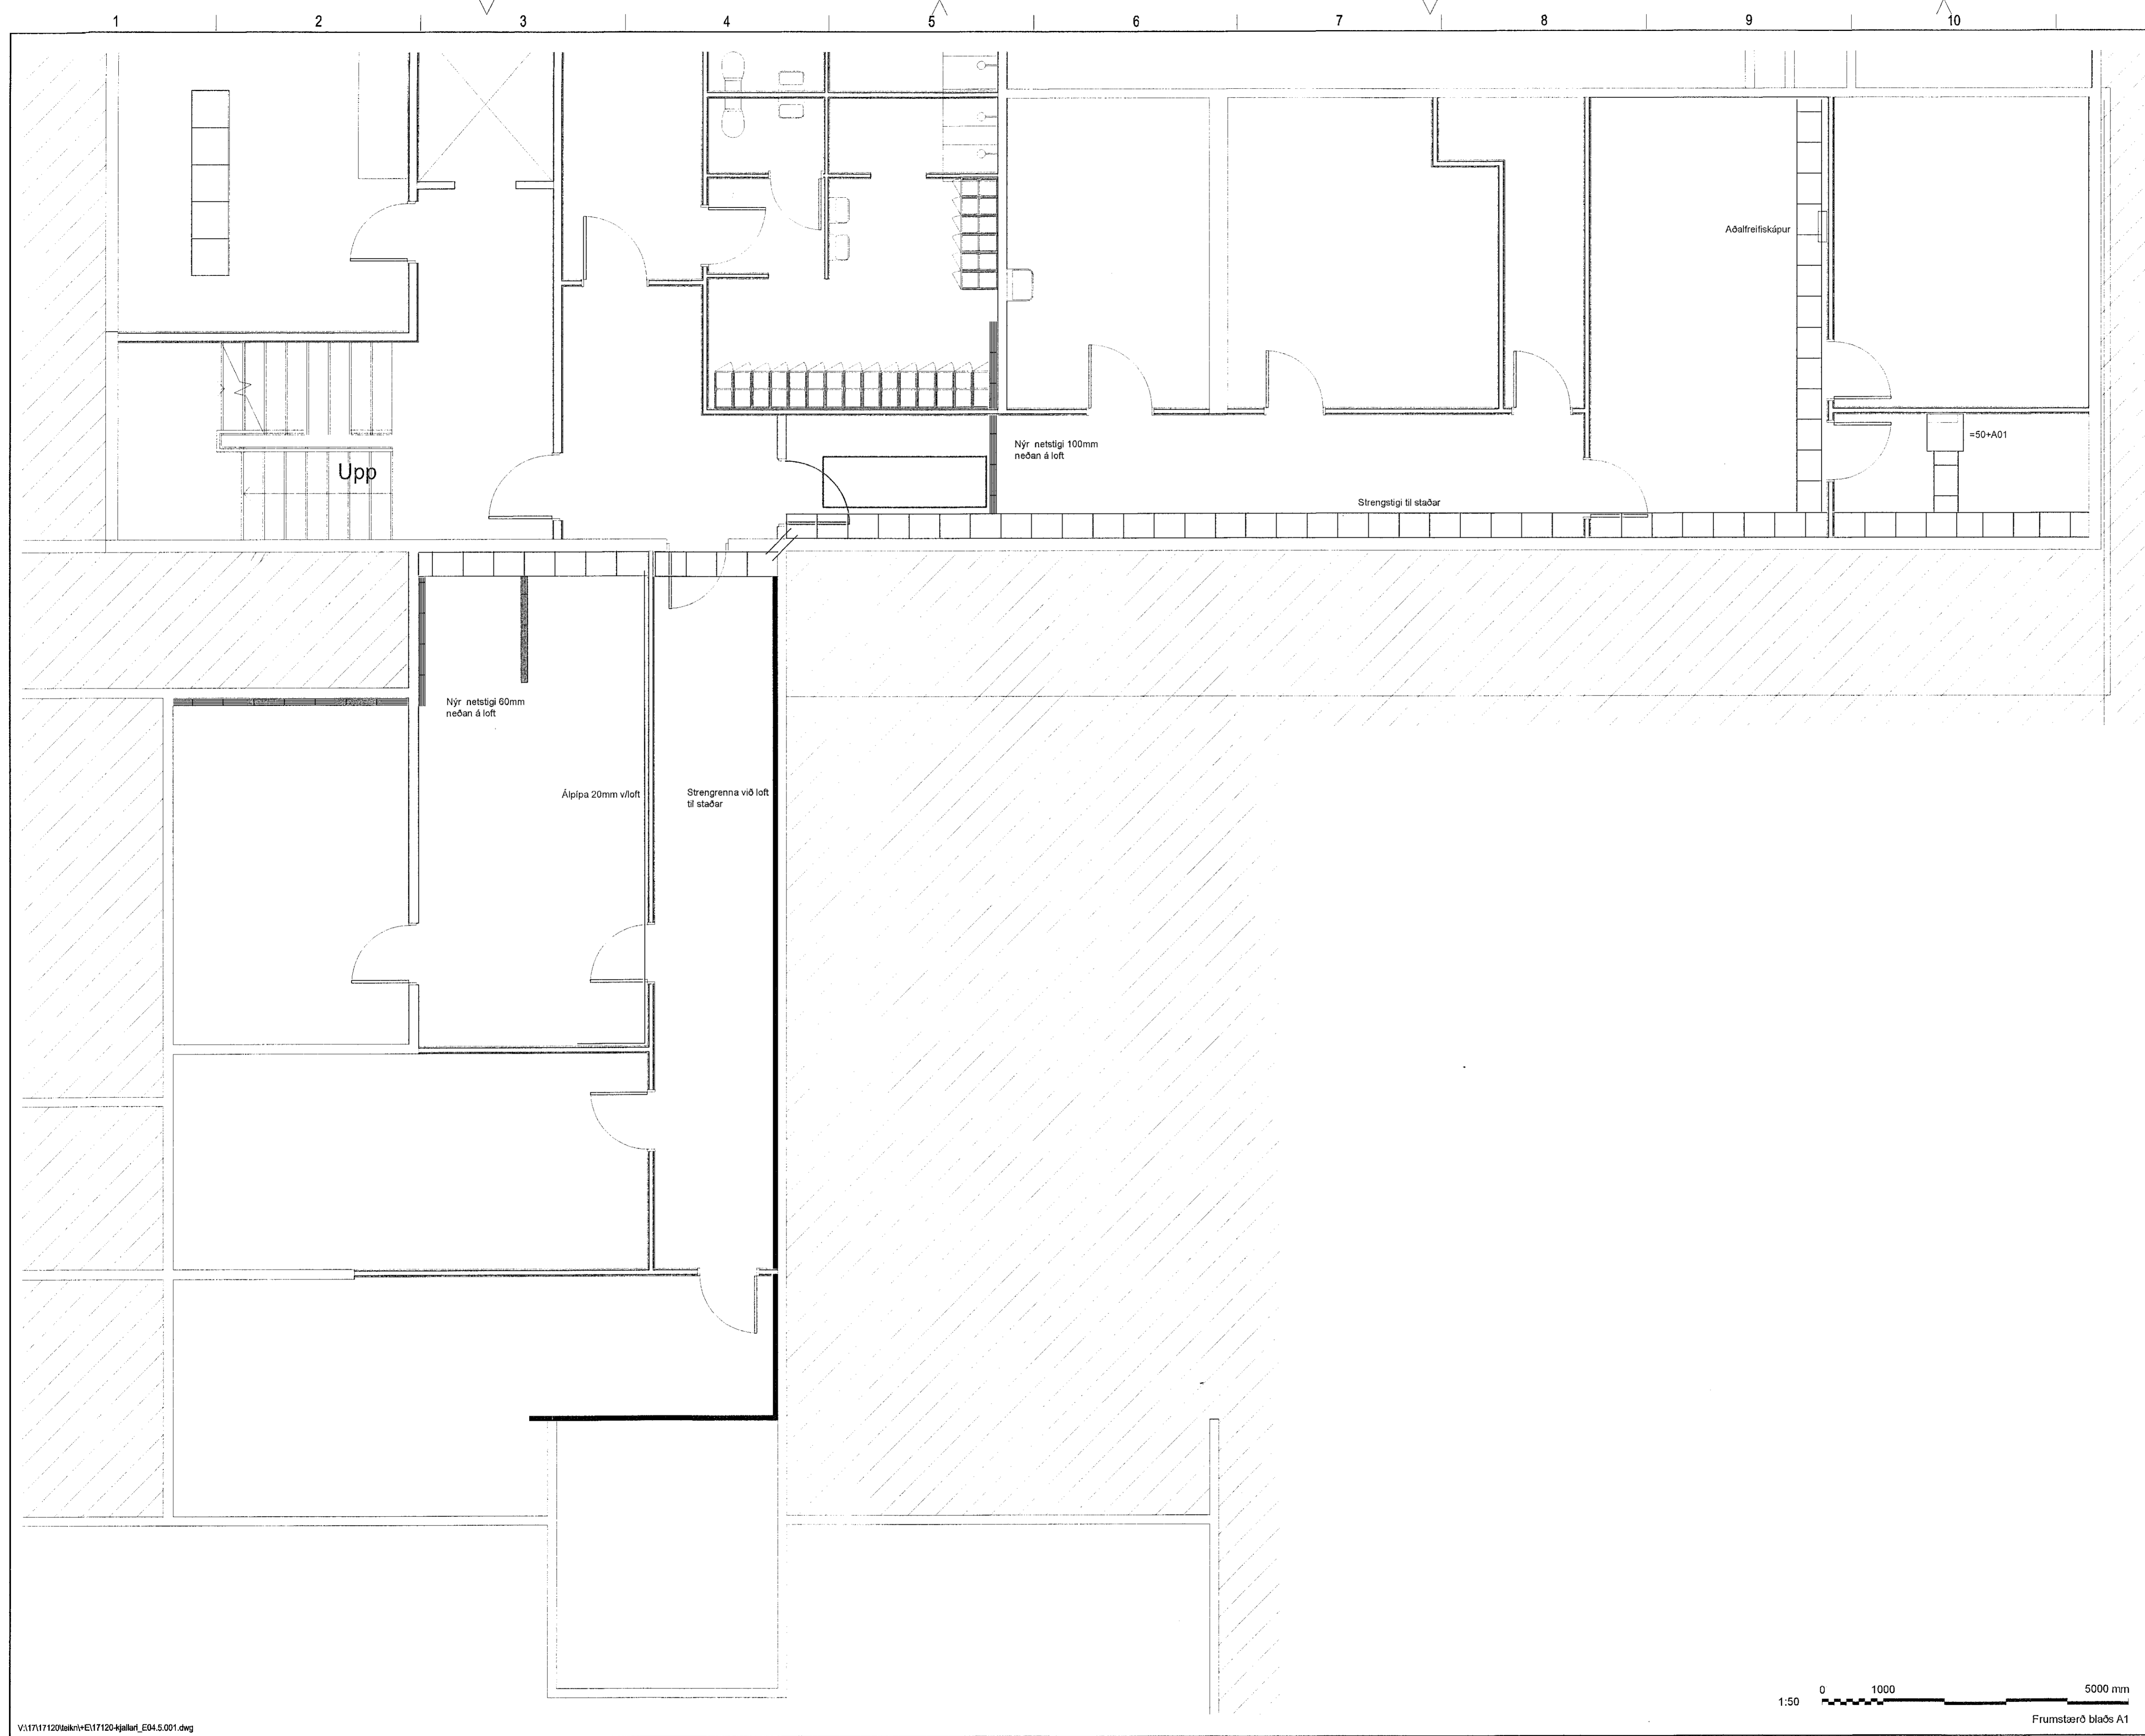 1 2 3 4 5 6 7 8 9 10
Aðalfreifiskápur
Nýr netstigi 100mm
neðan á loft
=50+A01
Upp
Strengstigi til staðar
Nýr netstigi 60mm
neðan á loft
Álpípa 20mm v/loft
Strengrenna við loft
til staðar
0 1000 5000 mm
1:50
Frumstærð blaðs A1
V:\17\17120\teikn\+E\17120-kjallari_E04.5.001.dwg